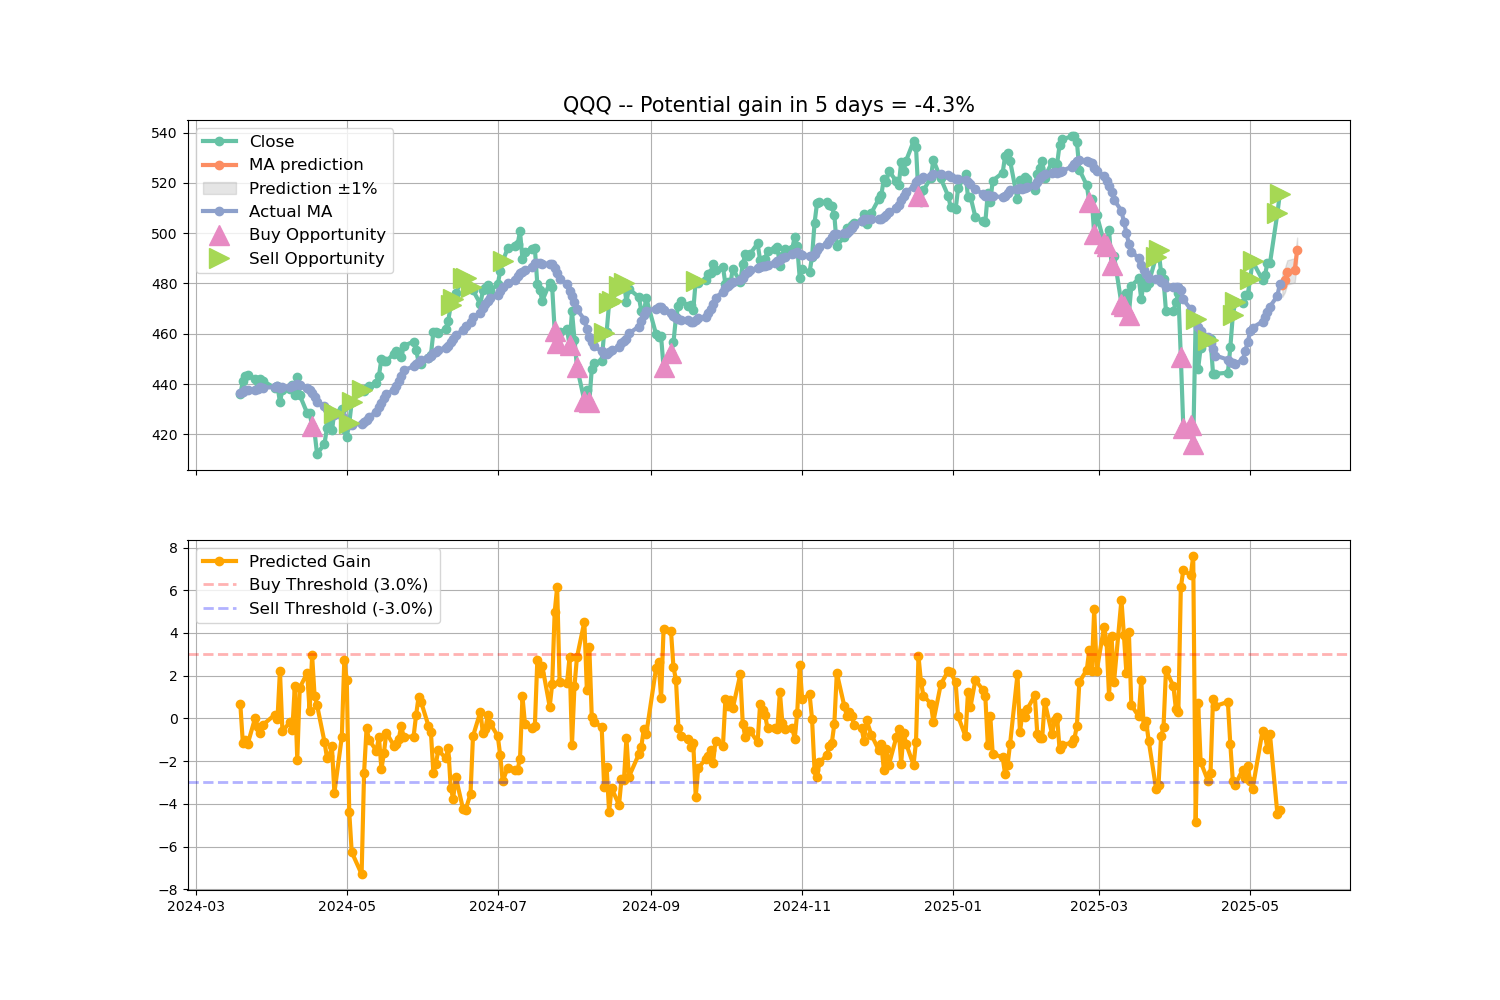 QQQ -- Potential gain in 5 days = -4.3%
540
520
500
480
460
440
420
Close
MA prediction
Prediction ±1%
Actual MA
Buy Opportunity
Sell Opportunity
8
6
4
2
0
−2
−4
−6
−8
Predicted Gain
Buy Threshold (3.0%)
Sell Threshold (-3.0%)
2024-03
2024-05
2024-07
2024-09
2024-11
2025-01
2025-03
2025-05